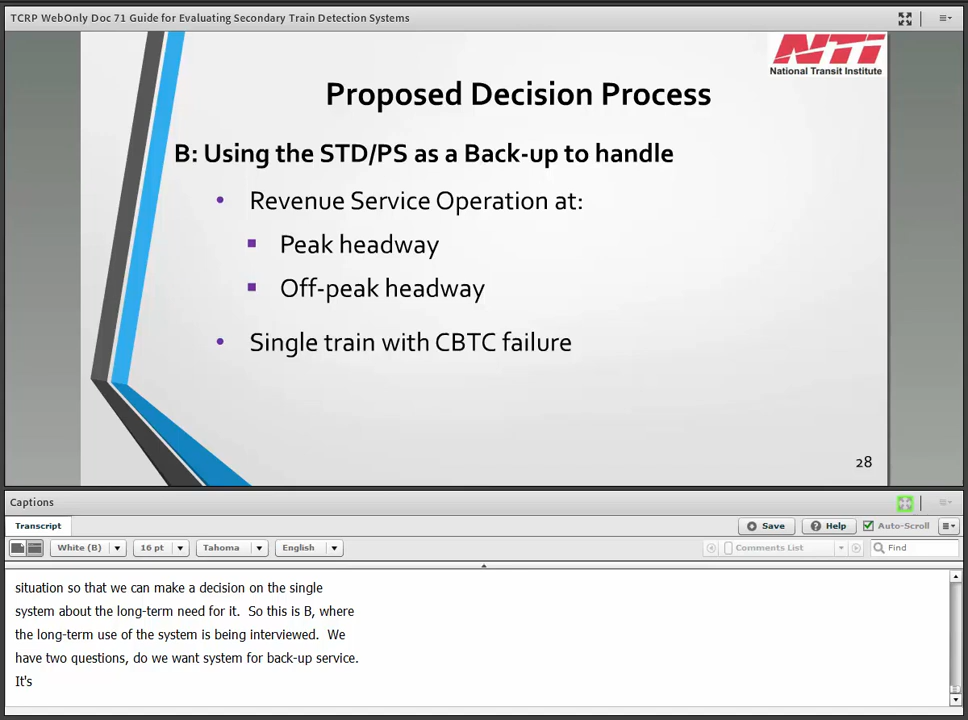 TCRP WebOnly Doc 71 Guide for Evaluating Secondary Train Detection Systems
NTI
National Transit Institute
Proposed Decision Process
B: Using the STD/PS as a Back-up to handle
• Revenue Service Operation at:
▪ Peak headway
▪ Off-peak headway
• Single train with CBTC failure
28
Captions
Transcript
Save
Help
Auto-Scroll
White (B)
16 pt
Tahoma
English
Comments List
Find
situation so that we can make a decision on the single
system about the long-term need for it. So this is B, where
the long-term use of the system is being interviewed. We
have two questions, do we want system for back-up service.
It's